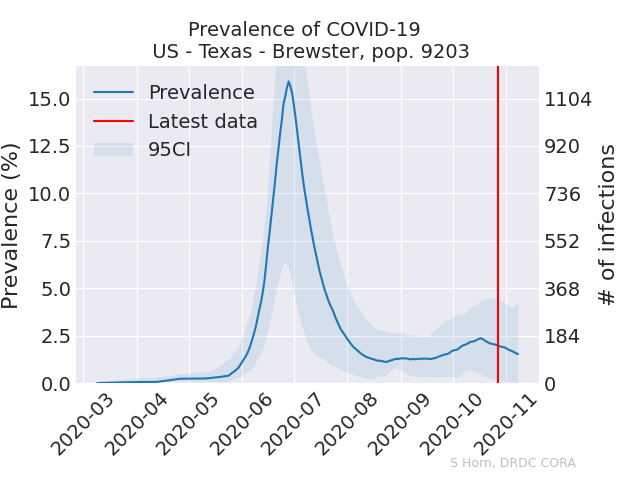 Prevalence of COVID-19
US - Texas - Brewster, pop. 9203
Prevalence
Latest data
95CI
Prevalence (%)
15.0
12.5
10.0
7.5
5.0
2.5
0.0
1104
920
736
552
368
184
0
# of infections
2020-03
2020-04
2020-05
2020-06
2020-07
2020-08
2020-09
2020-10
2020-11
S Horn, DRDC CORA